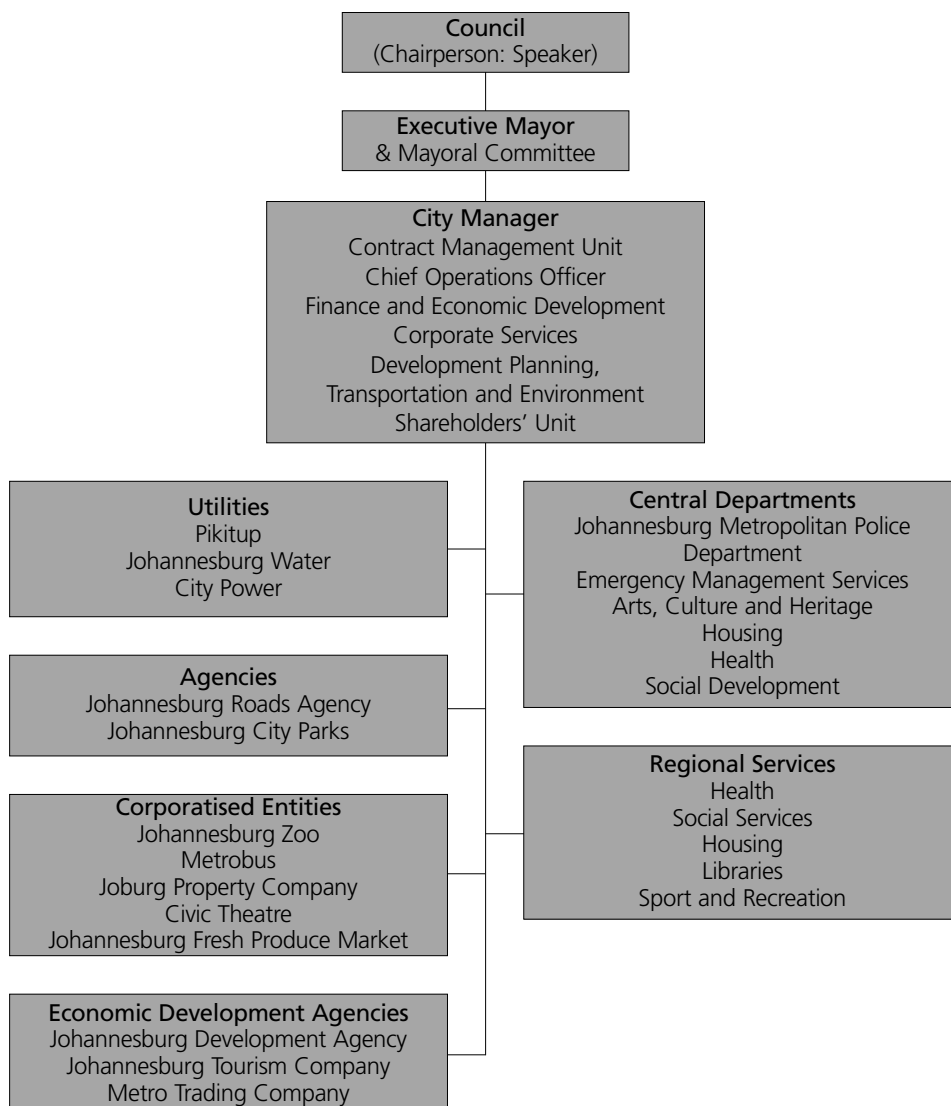 Council
(Chairperson: Speaker)
Executive Mayor
& Mayoral Committee
City Manager
Contract Management Unit
Chief Operations Officer
Finance and Economic Development
Corporate Services
Development Planning,
Transportation and Environment
Shareholders’ Unit
Utilities
Pikitup
Johannesburg Water
City Power
Agencies
Johannesburg Roads Agency
Johannesburg City Parks
Corporatised Entities
Johannesburg Zoo
Metrobus
Joburg Property Company
Civic Theatre
Johannesburg Fresh Produce Market
Economic Development Agencies
Johannesburg Development Agency
Johannesburg Tourism Company
Metro Trading Company
Central Departments
Johannesburg Metropolitan Police
Department
Emergency Management Services
Arts, Culture and Heritage
Housing
Health
Social Development
Regional Services
Health
Social Services
Housing
Libraries
Sport and Recreation